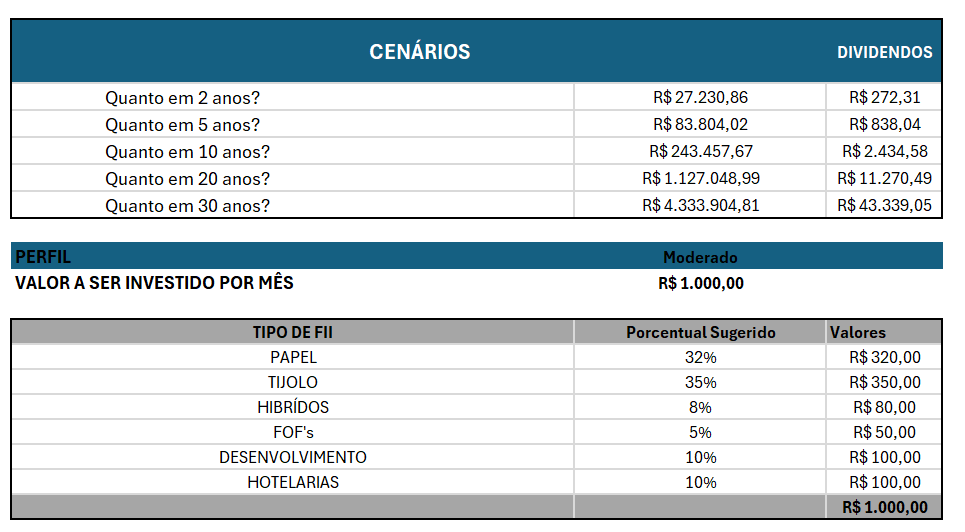 CENÁRIOS DIVIDENDOS
Quanto em 2 anos? R$ 27.230,86 R$ 272,31
Quanto em 5 anos? R$ 83.804,02 R$ 838,04
Quanto em 10 anos? R$ 243.457,67 R$ 2.434,58
Quanto em 20 anos? R$ 1.127.048,99 R$ 11.270,49
Quanto em 30 anos? R$ 4.333.904,81 R$ 43.339,05
PERFIL Moderado
VALOR A SER INVESTIDO POR MÊS R$ 1.000,00
TIPO DE FII Porcentual Sugerido Valores
PAPEL 32% R$ 320,00
TIJOLO 35% R$ 350,00
HIBRÍDOS 8% R$ 80,00
FOF's 5% R$ 50,00
DESENVOLVIMENTO 10% R$ 100,00
HOTELARIAS 10% R$ 100,00
R$ 1.000,00